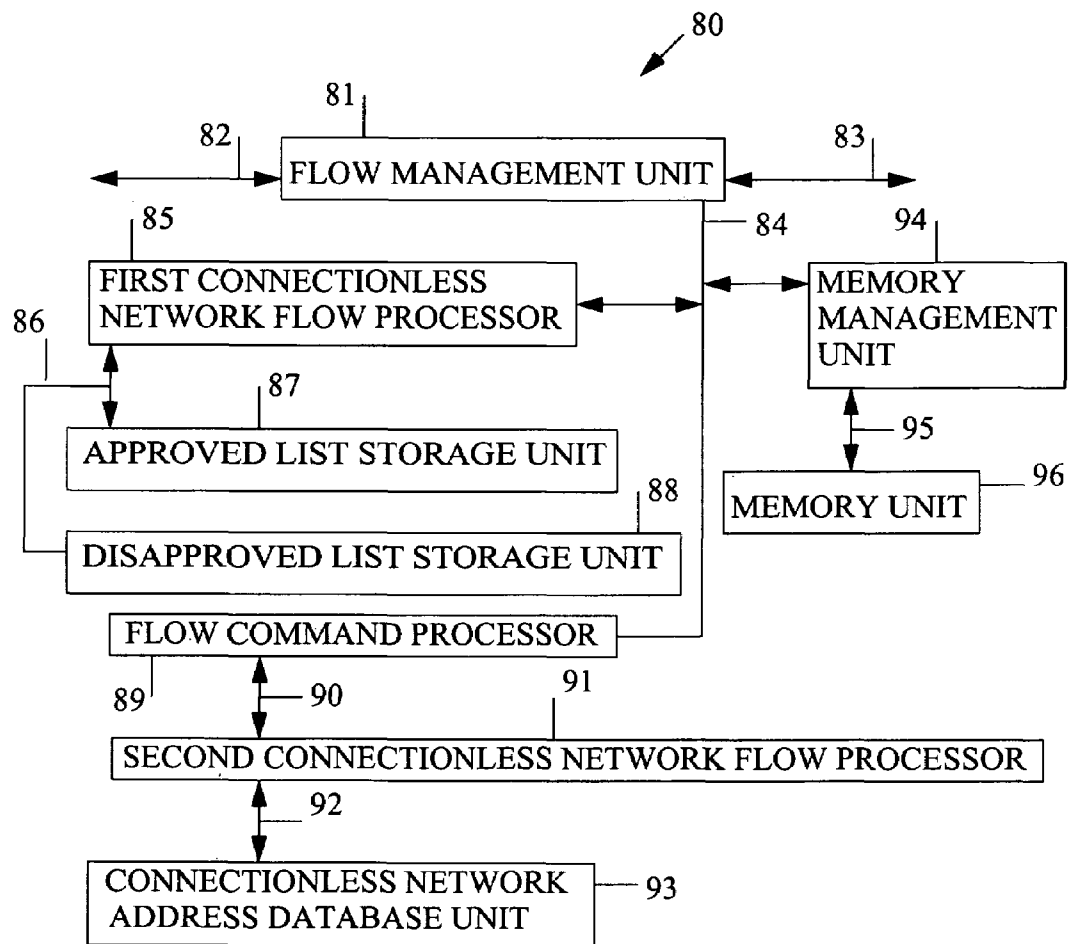 80
81
82
83
FLOW MANAGEMENT UNIT
84
85
94
FIRST CONNECTIONLESS
NETWORK FLOW PROCESSOR
MEMORY
MANAGEMENT
UNIT
86
87
95
APPROVED LIST STORAGE UNIT
96
88
MEMORY UNIT
DISAPPROVED LIST STORAGE UNIT
FLOW COMMAND PROCESSOR
89
90
91
SECOND CONNECTIONLESS NETWORK FLOW PROCESSOR
92
CONNECTIONLESS NETWORK
ADDRESS DATABASE UNIT
93